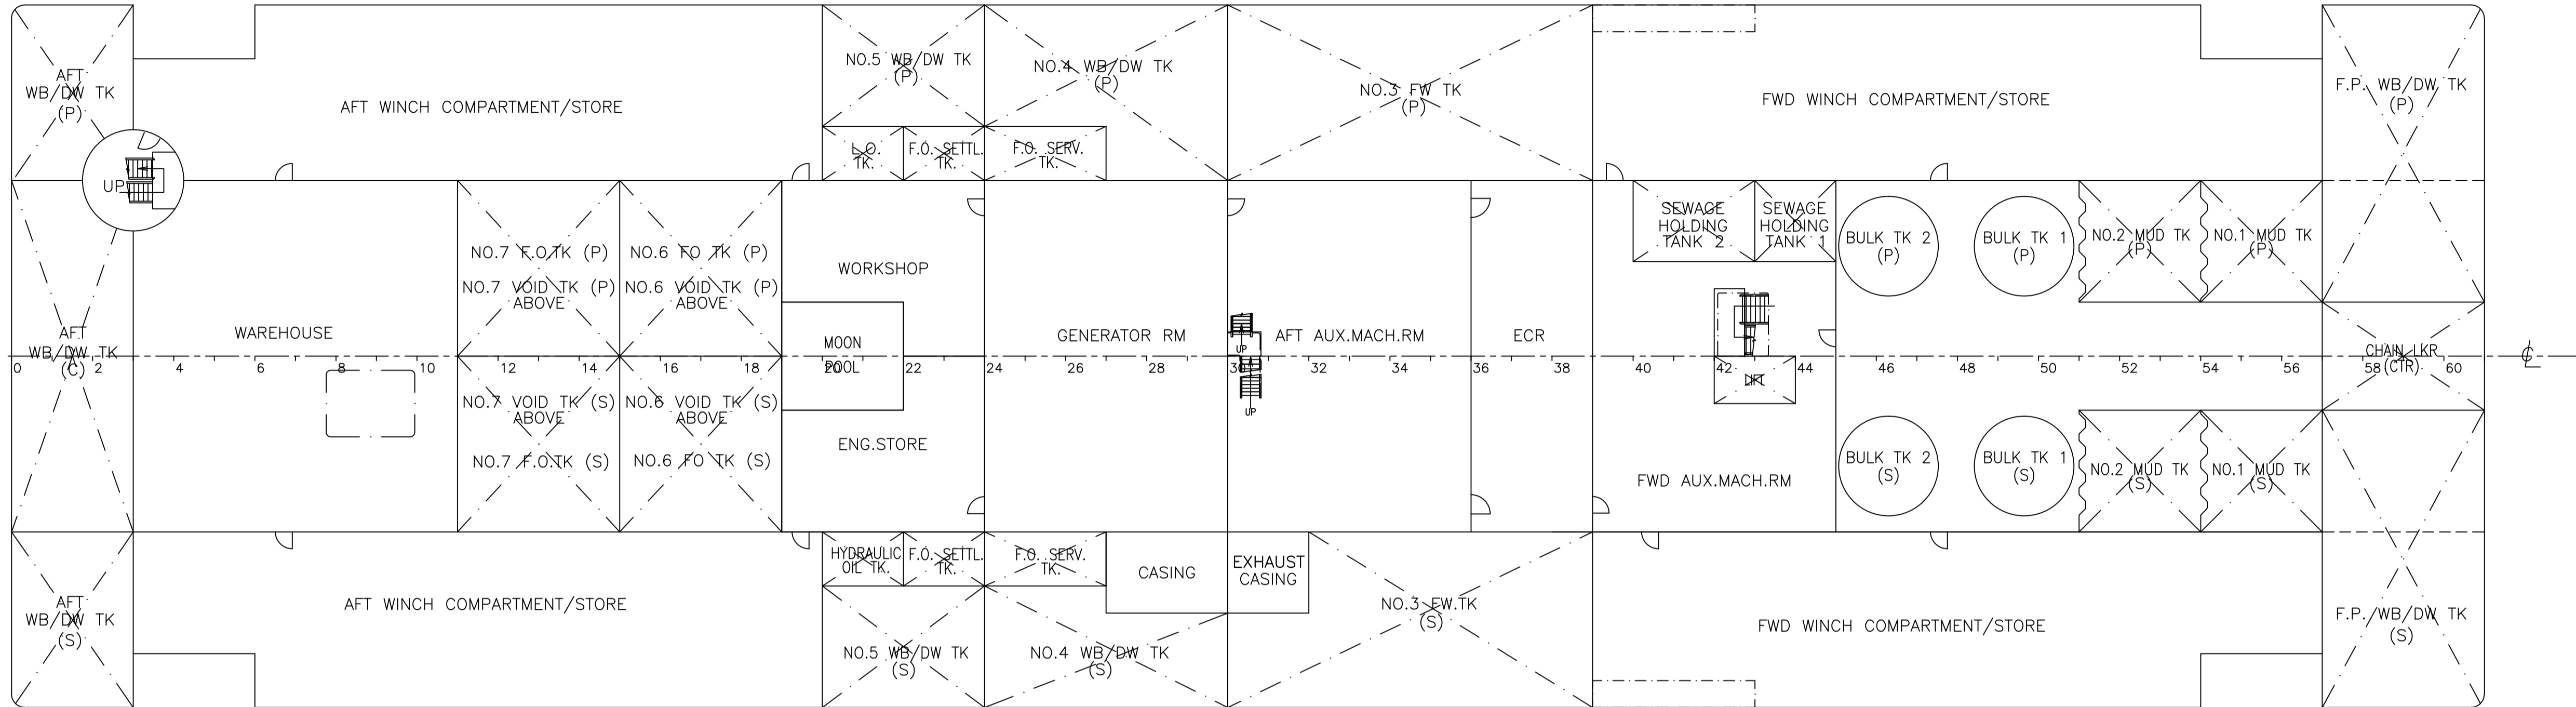 AFT
WB/DW TK
(P)
AFT WINCH COMPARTMENT/STORE
NO.5 WB/DW TK
(P)
NO.4 WB/DW TK
(P)
NO.3 FW TK
(P)
FWD WINCH COMPARTMENT/STORE
F.P. WB/DW TK
(P)
L.O.
TK.
F.O. SETTL.
TK.
F.O. SERV.
TK.
UP
NO.7 F.O.TK (P)
NO.7 VOID TK (P)
ABOVE
NO.6 FO TK (P)
NO.6 VOID TK (P)
ABOVE
WORKSHOP
SEWAGE
HOLDING
TANK 2
SEWAGE
HOLDING
TANK 1
BULK TK 2
(P)
BULK TK 1
(P)
NO.2 MUD TK
(P)
NO.1 MUD TK
(P)
AFT
WB/DW TK
(C)
WAREHOUSE
MOON
POOL
GENERATOR RM
UP
AFT AUX.MACH.RM
ECR
CHAIN LKR
(CTR)
0 2 4 6 8 10 12 14 16 18 20 22 24 26 28 30 32 34 36 38 40 42 44 46 48 50 52 54 56 58 60
℄
LIFT
UP
NO.7 VOID TK (S)
ABOVE
NO.7 F.O.TK (S)
NO.6 VOID TK (S)
ABOVE
NO.6 FO TK (S)
ENG.STORE
FWD AUX.MACH.RM
BULK TK 2
(S)
BULK TK 1
(S)
NO.2 MUD TK
(S)
NO.1 MUD TK
(S)
HYDRAULIC
OIL TK.
F.O. SETTL.
TK.
F.O. SERV.
TK.
CASING
EXHAUST
CASING
AFT
WB/DW TK
(S)
AFT WINCH COMPARTMENT/STORE
NO.5 WB/DW TK
(S)
NO.4 WB/DW TK
(S)
NO.3 FW.TK
(S)
FWD WINCH COMPARTMENT/STORE
F.P. WB/DW TK
(S)